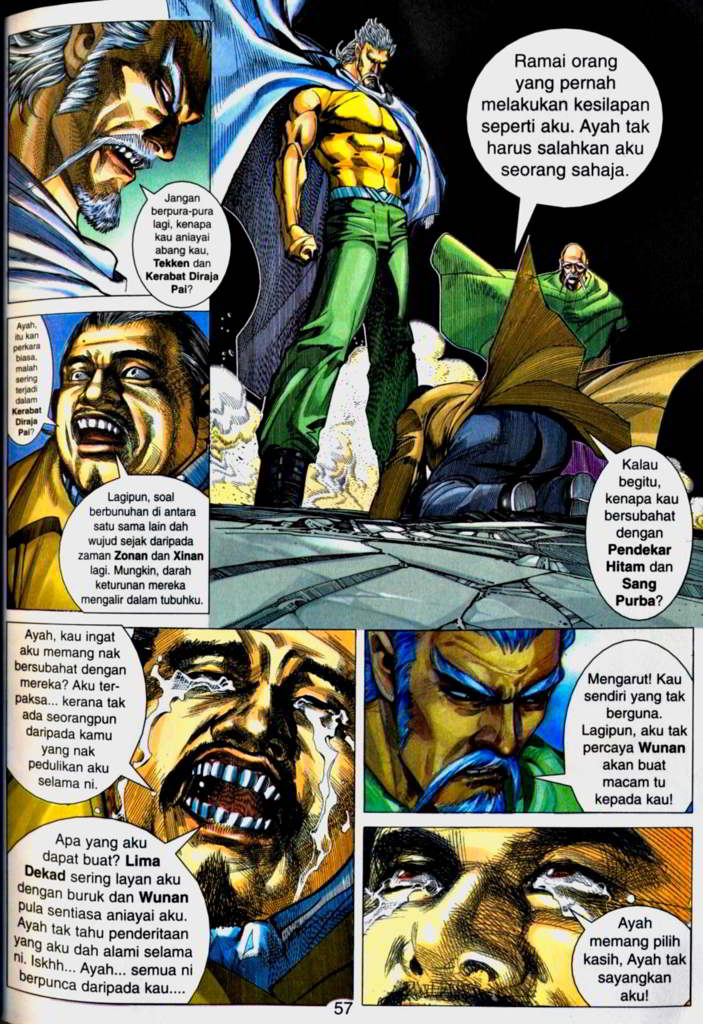 Ramai orang
yang pernah
melakukan kesilapan
seperti aku. Ayah tak
harus salahkan aku
seorang sahaja.
Jangan
berpura-pura
lagi, kenapa
kau aniayai
abang kau,
Tekken dan
Kerabat Diraja
Pai?
Ayah,
itu kan
perkara
biasa,
malah
sering
terjadi
dalam
Kerabat
Diraja
Pai?
Lagipun, soal
berbunuhan di antara
satu sama lain dah
wujud sejak daripada
zaman Zonan dan Xinan
lagi. Mungkin, darah
keturunan mereka
mengalir dalam tubuhku.
Kalau
begitu,
kenapa kau
bersubahat
dengan
Pendekar
Hitam dan
Sang
Purba?
Ayah, kau ingat
aku memang nak
bersubahat dengan
mereka? Aku ter-
paksa... kerana tak
ada seorangpun
daripada kamu
yang nak
pedulikan aku
selama ni.
Apa yang aku
dapat buat? Lima
Dekad sering layan aku
dengan buruk dan Wunan
pula sentiasa aniayai aku.
Ayah tak tahu penderitaan
yang aku dah alami selama
ni. Iskhh... Ayah... semua ni
berpunca daripada kau....
Mengarut! Kau
sendiri yang tak
berguna.
Lagipun, aku tak
percaya Wunan
akan buat
macam tu
kepada kau!
Ayah
memang pilih
kasih, Ayah tak
sayangkan
aku!
57